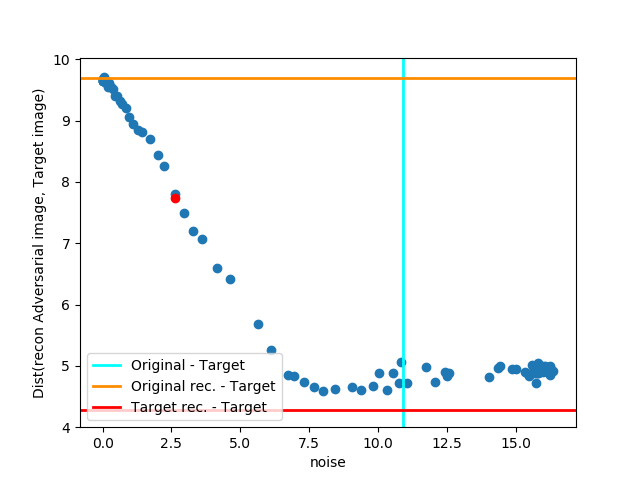 10
9
8
7
6
5
4
Dist(recon Adversarial image, Target image)
Original - Target
Original rec. - Target
Target rec. - Target
0.0 2.5 5.0 7.5 10.0 12.5 15.0
noise